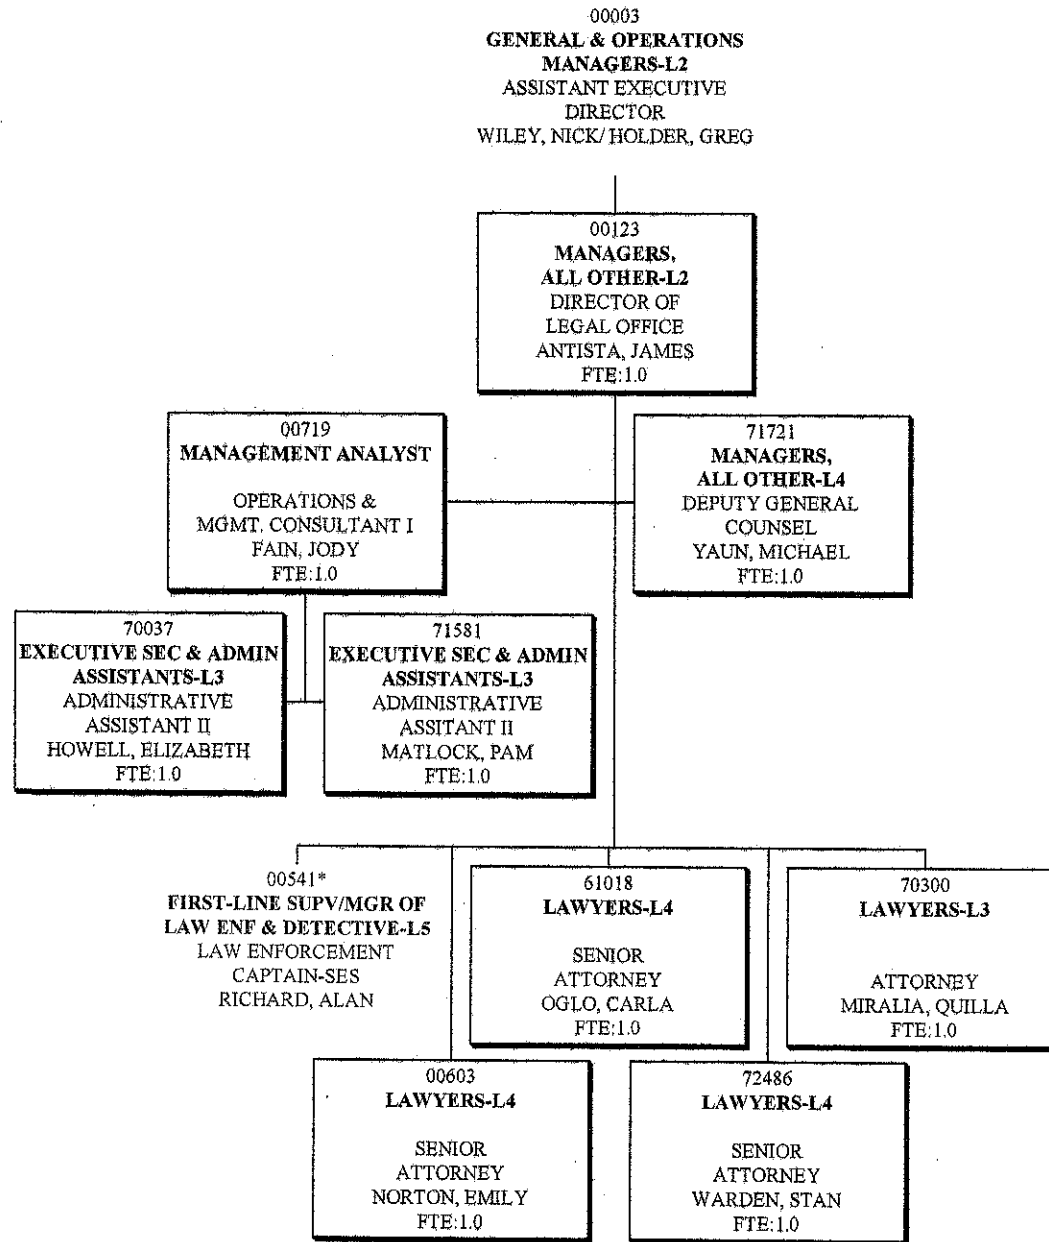 00003
GENERAL & OPERATIONS
MANAGERS-L2
ASSISTANT EXECUTIVE
DIRECTOR
WILEY, NICK/ HOLDER, GREG
00123
MANAGERS,
ALL OTHER-L2
DIRECTOR OF
LEGAL OFFICE
ANTISTA, JAMES
FTE:1.0
00719
MANAGEMENT ANALYST
OPERATIONS &
MGMT. CONSULTANT I
FAIN, JODY
FTE:1.0
71721
MANAGERS,
ALL OTHER-L4
DEPUTY GENERAL
COUNSEL
YAUN, MICHAEL
FTE:1.0
70037
EXECUTIVE SEC & ADMIN
ASSISTANTS-L3
ADMINISTRATIVE
ASSISTANT II
HOWELL, ELIZABETH
FTE:1.0
71581
EXECUTIVE SEC & ADMIN
ASSISTANTS-L3
ADMINISTRATIVE
ASSITANT II
MATLOCK, PAM
FTE:1.0
00541*
FIRST-LINE SUPV/MGR OF
LAW ENF & DETECTIVE-L5
LAW ENFORCEMENT
CAPTAIN-SES
RICHARD, ALAN
61018
LAWYERS-L4
SENIOR
ATTORNEY
OGLO, CARLA
FTE:1.0
70300
LAWYERS-L3
ATTORNEY
MIRALIA, QUILLA
FTE:1.0
00603
LAWYERS-L4
SENIOR
ATTORNEY
NORTON, EMILY
FTE:1.0
72486
LAWYERS-L4
SENIOR
ATTORNEY
WARDEN, STAN
FTE:1.0